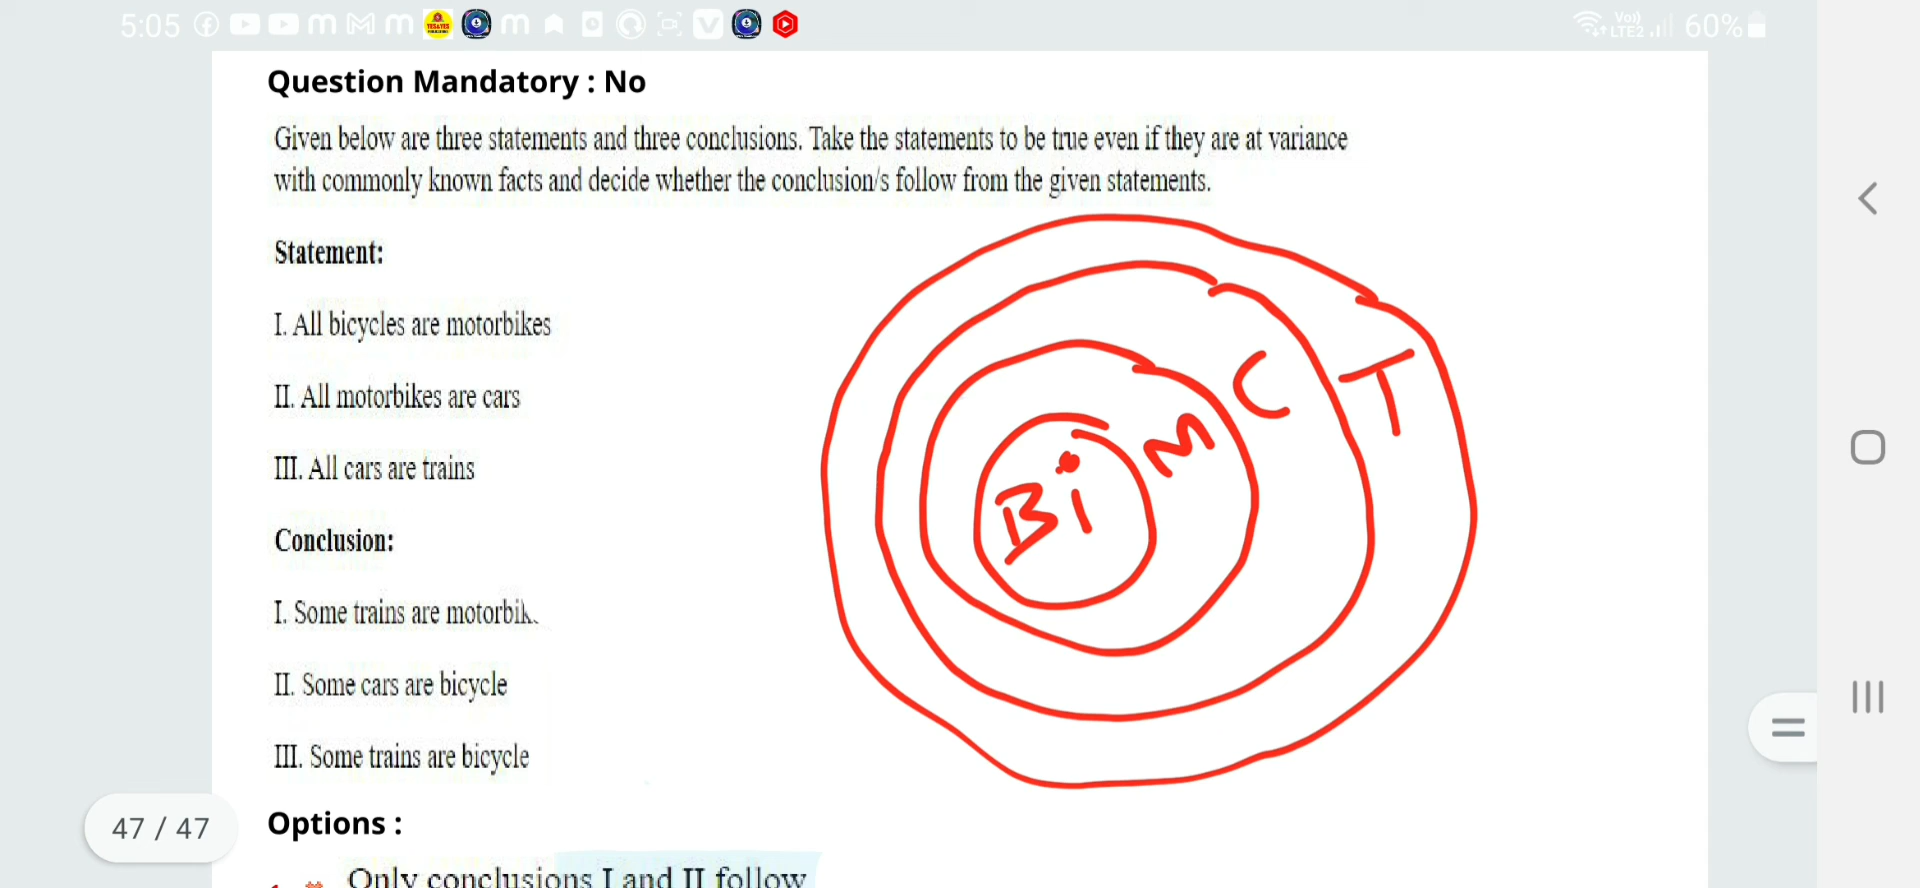 5:05
Vo))
LTE2
60%
Question Mandatory : No
Given below are three statements and three conclusions. Take the statements to be true even if they are at variance
with commonly known facts and decide whether the conclusion/s follow from the given statements.
Statement:
I. All bicycles are motorbikes
II. All motorbikes are cars
III. All cars are trains
Conclusion:
I. Some trains are motorbik
II. Some cars are bicycle
III. Some trains are bicycle
Bi M C T
47 / 47
Options :
Only conclusions I and II follow